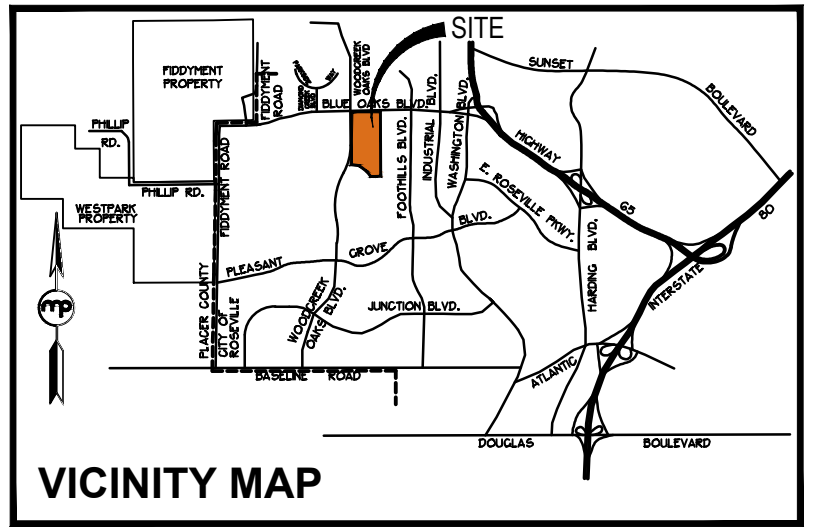 SITE
SUNSET
BOULEVARD
FIDDYMENT
PROPERTY
FIDDYMENT
ROAD
WOODCREEK
OAKS BLVD
BLUE OAKS BLVD.
PHILLIP
RD.
PHILLIP RD.
WESTPARK
PROPERTY
FIDDYMENT ROAD
FOOTHILLS BLVD.
INDUSTRIAL BLVD.
WASHINGTON BLVD.
HIGHWAY
65
E. ROSEVILLE PKWY.
HARDING BLVD.
INTERSTATE
80
PLEASANT GROVE BLVD.
WOODCREEK
OAKS BLVD.
JUNCTION BLVD.
PLACER COUNTY
CITY OF
ROSEVILLE
mp
BASELINE ROAD
ATLANTIC
DOUGLAS BOULEVARD
VICINITY MAP